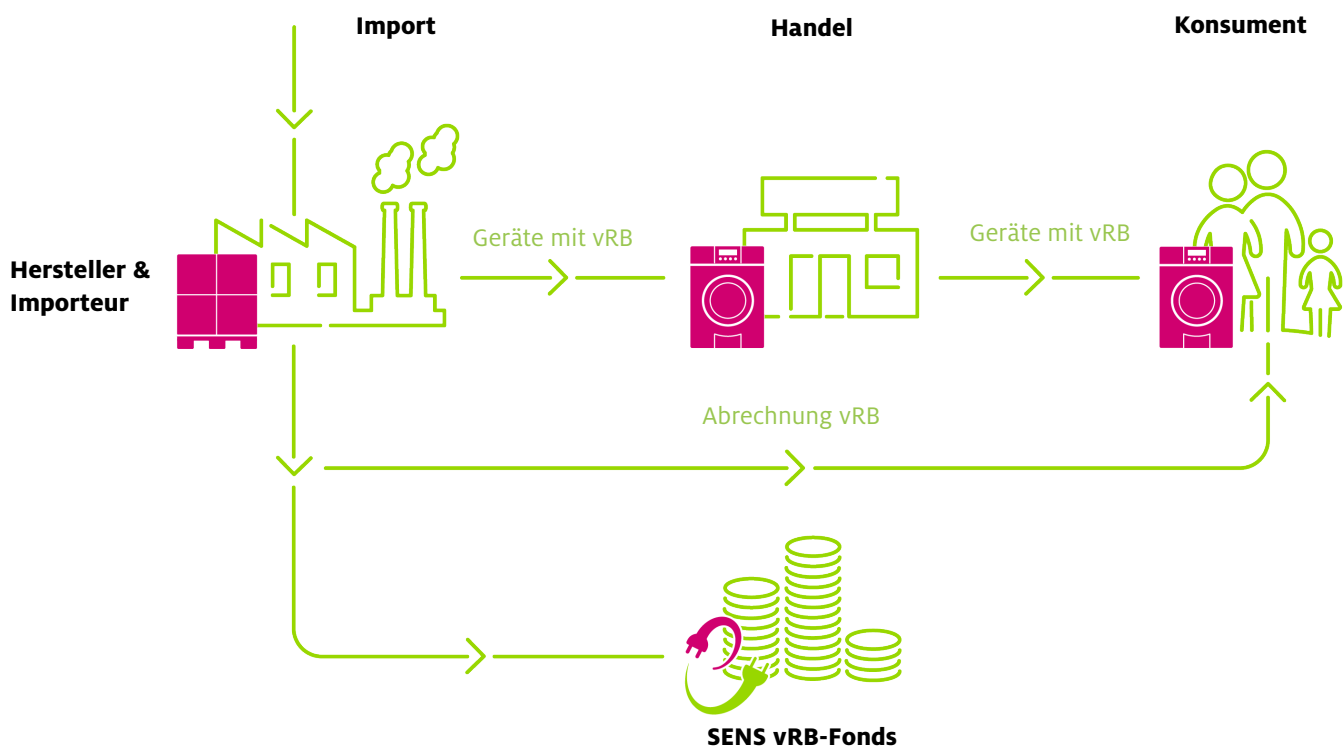 Import
Handel
Konsument
Geräte mit vRB
Geräte mit vRB
Hersteller &
Importeur
Abrechnung vRB
SENS vRB-Fonds